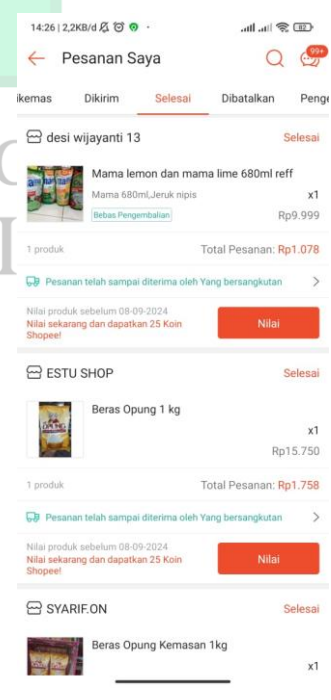 14:26 | 2,2KB/d
82
Pesanan Saya
99+
ikemas Dikirim Selesai Dibatalkan Penge
desi wijayanti 13 Selesai
Mama lemon dan mama lime 680ml reff
Mama 680ml,Jeruk nipis x1
Bebas Pengembalian Rp9.999
1 produk Total Pesanan: Rp1.078
Pesanan telah sampai diterima oleh Yang bersangkutan
Nilai produk sebelum 08-09-2024
Nilai sekarang dan dapatkan 25 Koin
Shopee!
Nilai
ESTU SHOP Selesai
Beras Opung 1 kg
x1
Rp15.750
1 produk Total Pesanan: Rp1.758
Pesanan telah sampai diterima oleh Yang bersangkutan
Nilai produk sebelum 08-09-2024
Nilai sekarang dan dapatkan 25 Koin
Shopee!
Nilai
SYARIF.ON Selesai
Beras Opung Kemasan 1kg
x1